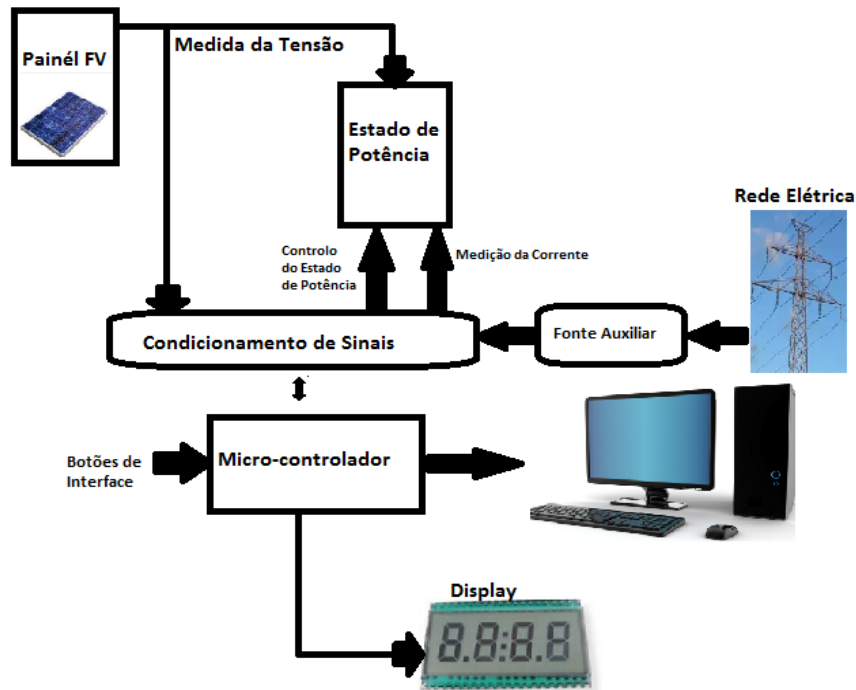 Painél FV
Medida da Tensão
Estado de
Potência
Rede Elétrica
Controlo
do Estado
de Potência
Medição da Corrente
Condicionamento de Sinais
Fonte Auxiliar
Botões de
Interface
Micro-controlador
Display
8.8:8.8